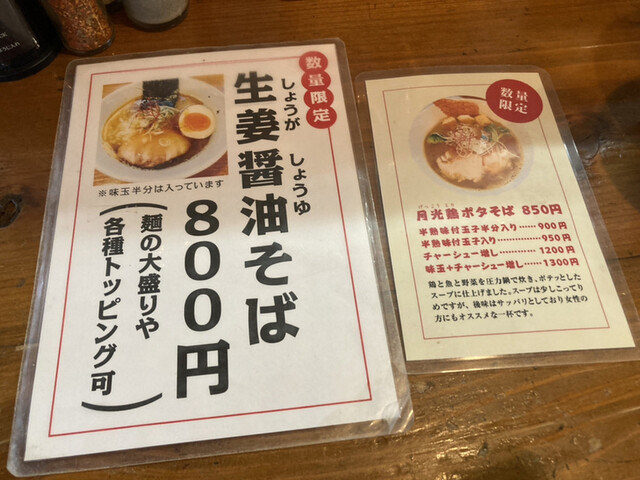 数量限定
しょうが しょうゆ
生姜醤油そば
800円
(麺の大盛りや
各種トッピング可)
※味玉半分は入っています
数量
限定
げっこう とり
月光鶏ポタそば 850円
半熟味付玉子半分入り……900円
半熟味付玉子入り…………950円
チャーシュー増し…………1200円
味玉+チャーシュー増し……1300円
鶏と魚と野菜を圧力鍋で炊き、ポテッとした
スープに仕上げました。スープは少しこってり
めですが、後味はサッパリとしており女性の
方にもオススメな一杯です。